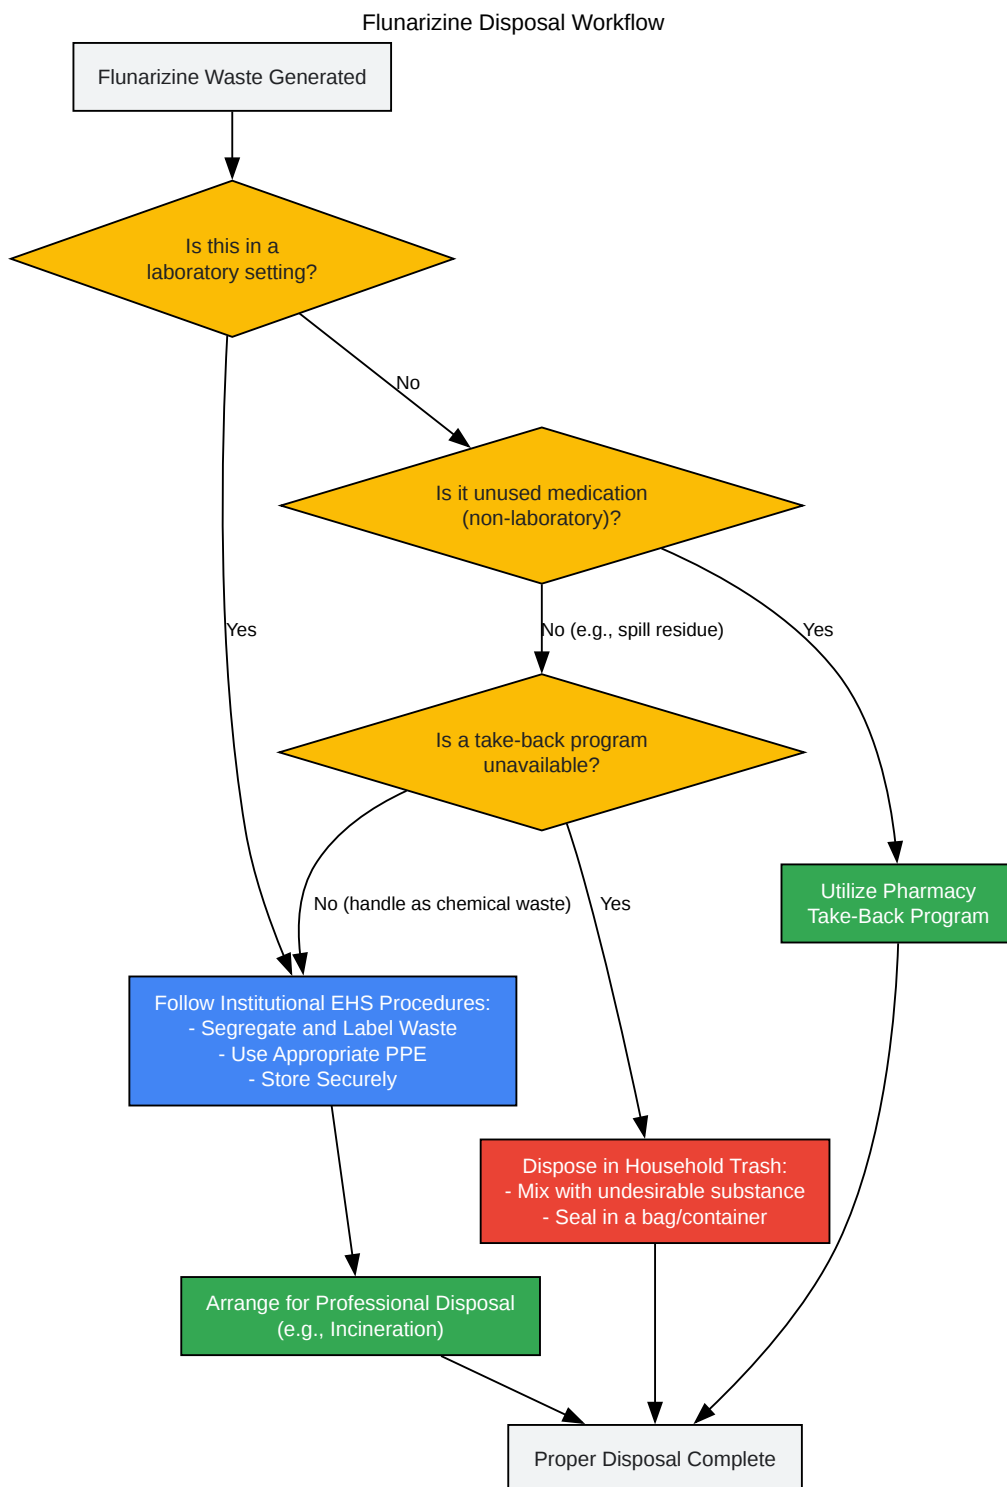 Flunarizine Disposal Workflow
Flunarizine Waste Generated
Is this in a
laboratory setting?
No
Is it unused medication
(non-laboratory)?
Yes
No (e.g., spill residue)
Yes
Is a take-back program
unavailable?
No (handle as chemical waste)
Yes
Utilize Pharmacy
Take-Back Program
Follow Institutional EHS Procedures:
- Segregate and Label Waste
- Use Appropriate PPE
- Store Securely
Dispose in Household Trash:
- Mix with undesirable substance
- Seal in a bag/container
Arrange for Professional Disposal
(e.g., Incineration)
Proper Disposal Complete